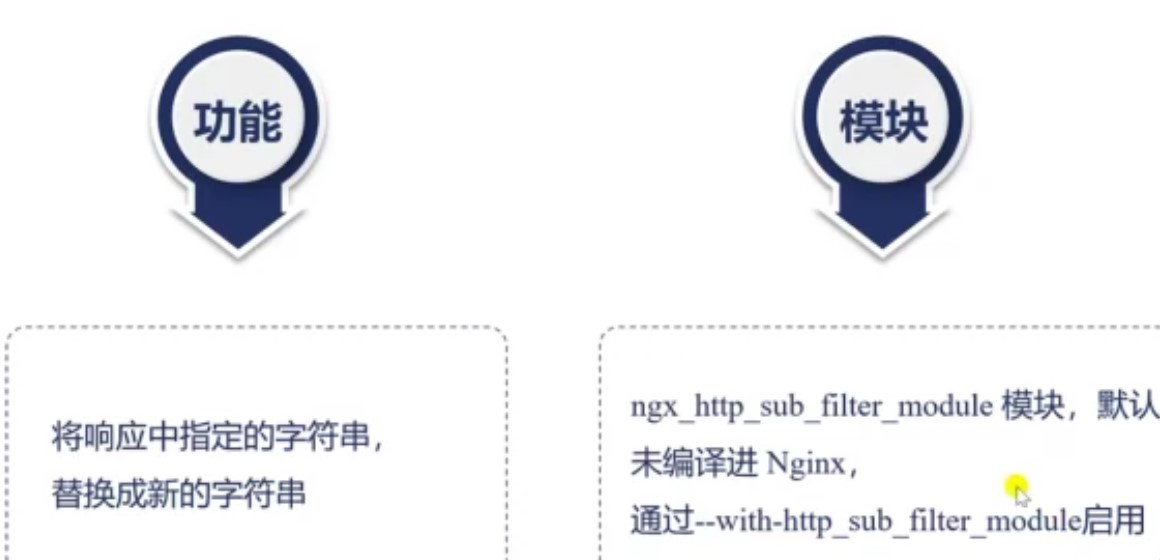 功能
模块
将响应中指定的字符串，
替换成新的字符串
ngx_http_sub_filter_module 模块，默认
未编译进 Nginx，
通过--with-http_sub_filter_module启用